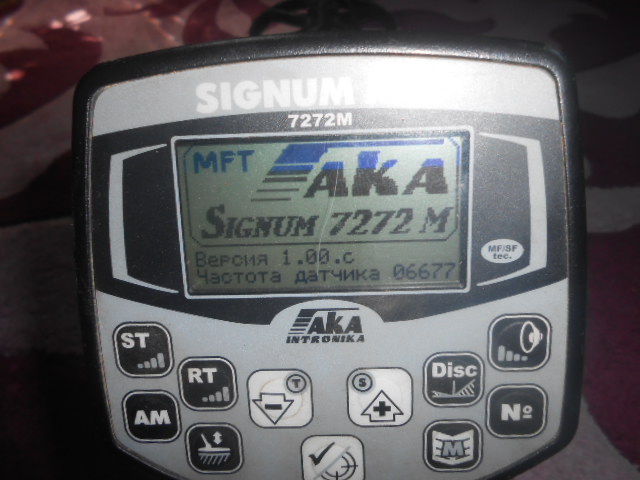 SIGNUM
7272M
MFT AKA
SIGNUM 7272 M
Версия 1.00.c
Частота датчика 06677
MF/SF
tec.
AKA
INTRONIKA
ST
RT
T
S
Disc
AM
№
M